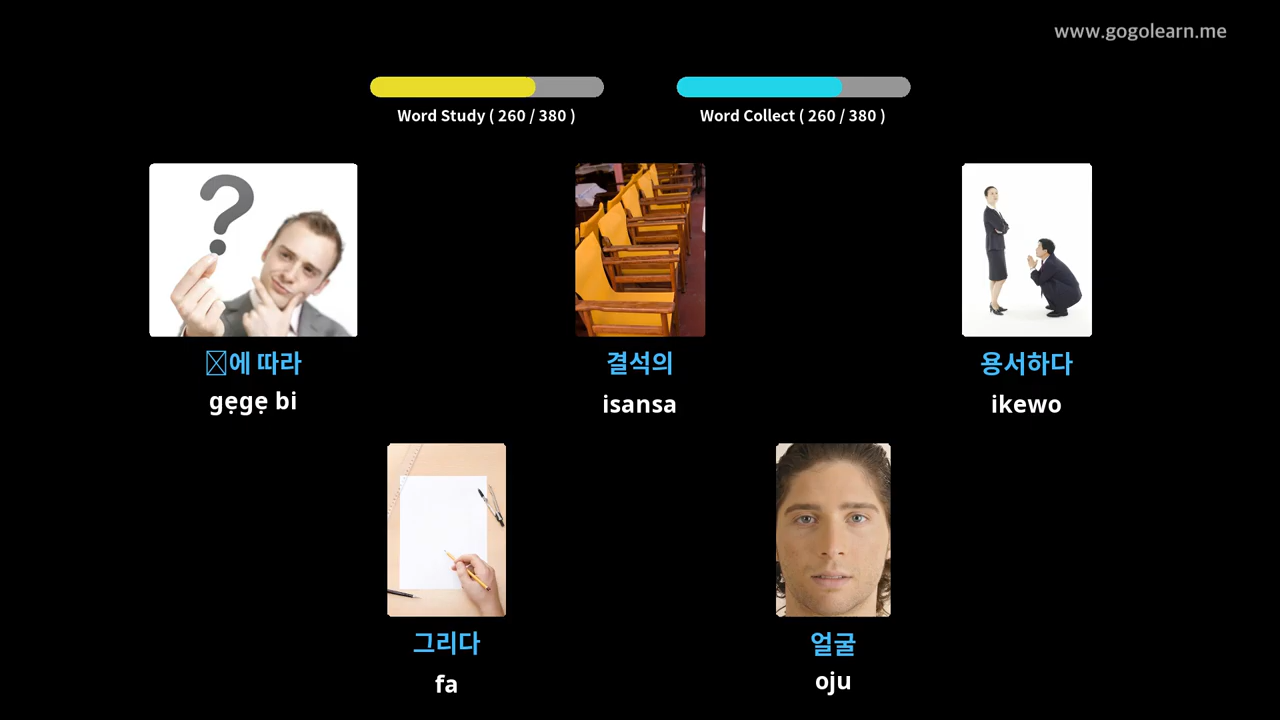 www.gogolearn.me
Word Study ( 260 / 380 )
Word Collect ( 260 / 380 )
에 따라
gẹgẹ bi
결석의
isansa
용서하다
ikewo
그리다
fa
얼굴
oju